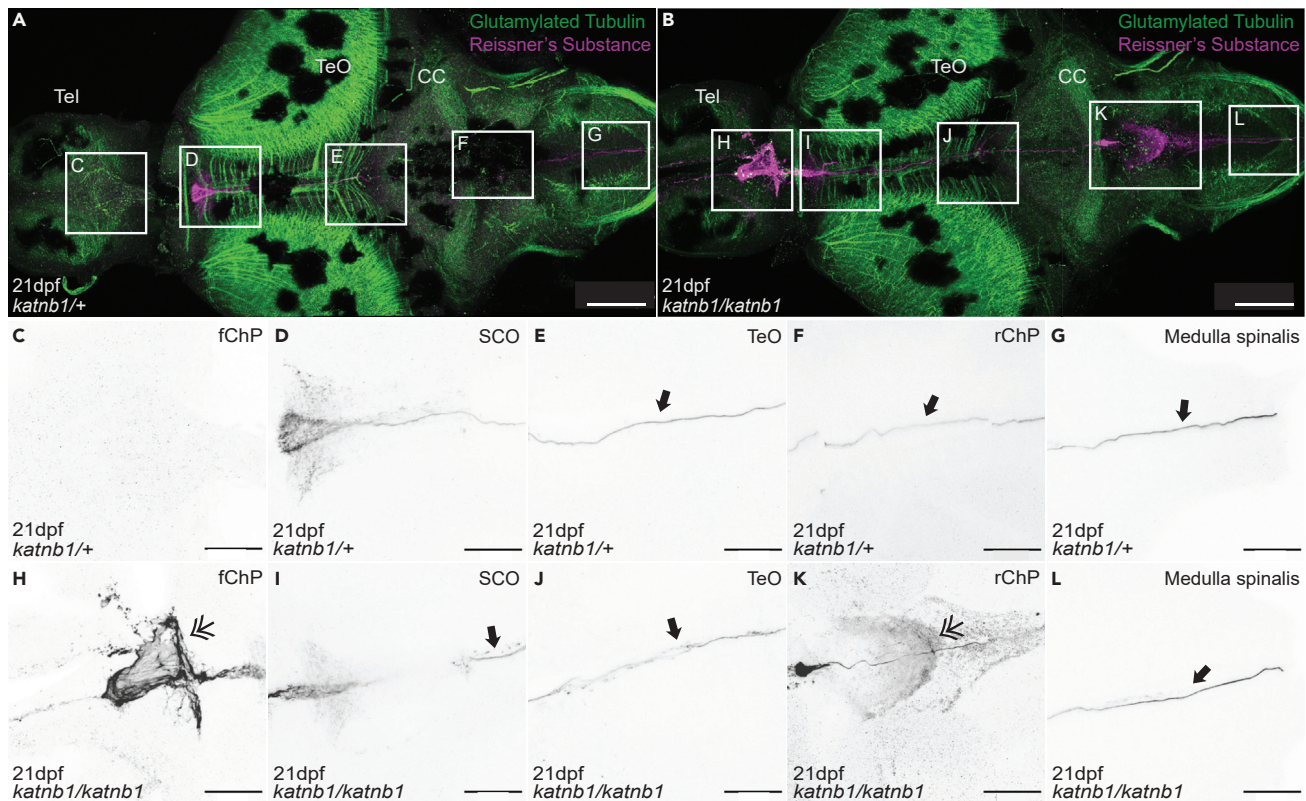 A
Glutamylated Tubulin
Reissner's Substance
TeO
CC
Tel
C
D
E
F
G
21dpf
katnb1/+
B
Glutamylated Tubulin
Reissner's Substance
TeO
CC
Tel
H
I
J
K
L
21dpf
katnb1/katnb1
C
fChP
21dpf
katnb1/+
D
SCO
21dpf
katnb1/+
E
TeO
21dpf
katnb1/+
F
rChP
21dpf
katnb1/+
G
Medulla spinalis
21dpf
katnb1/+
H
fChP
21dpf
katnb1/katnb1
I
SCO
21dpf
katnb1/katnb1
J
TeO
21dpf
katnb1/katnb1
K
rChP
21dpf
katnb1/katnb1
L
Medulla spinalis
21dpf
katnb1/katnb1